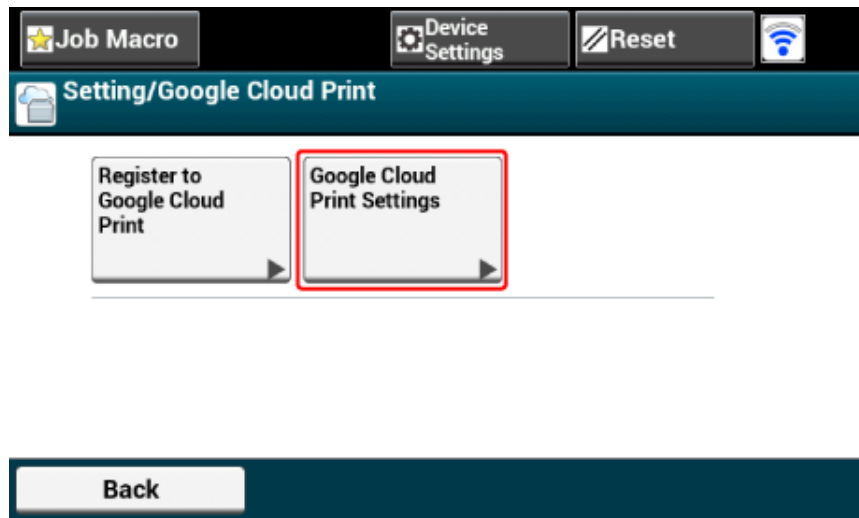 Job Macro
Device
Settings
Reset
Setting/Google Cloud Print
Register to
Google Cloud
Print
Google Cloud
Print Settings
Back